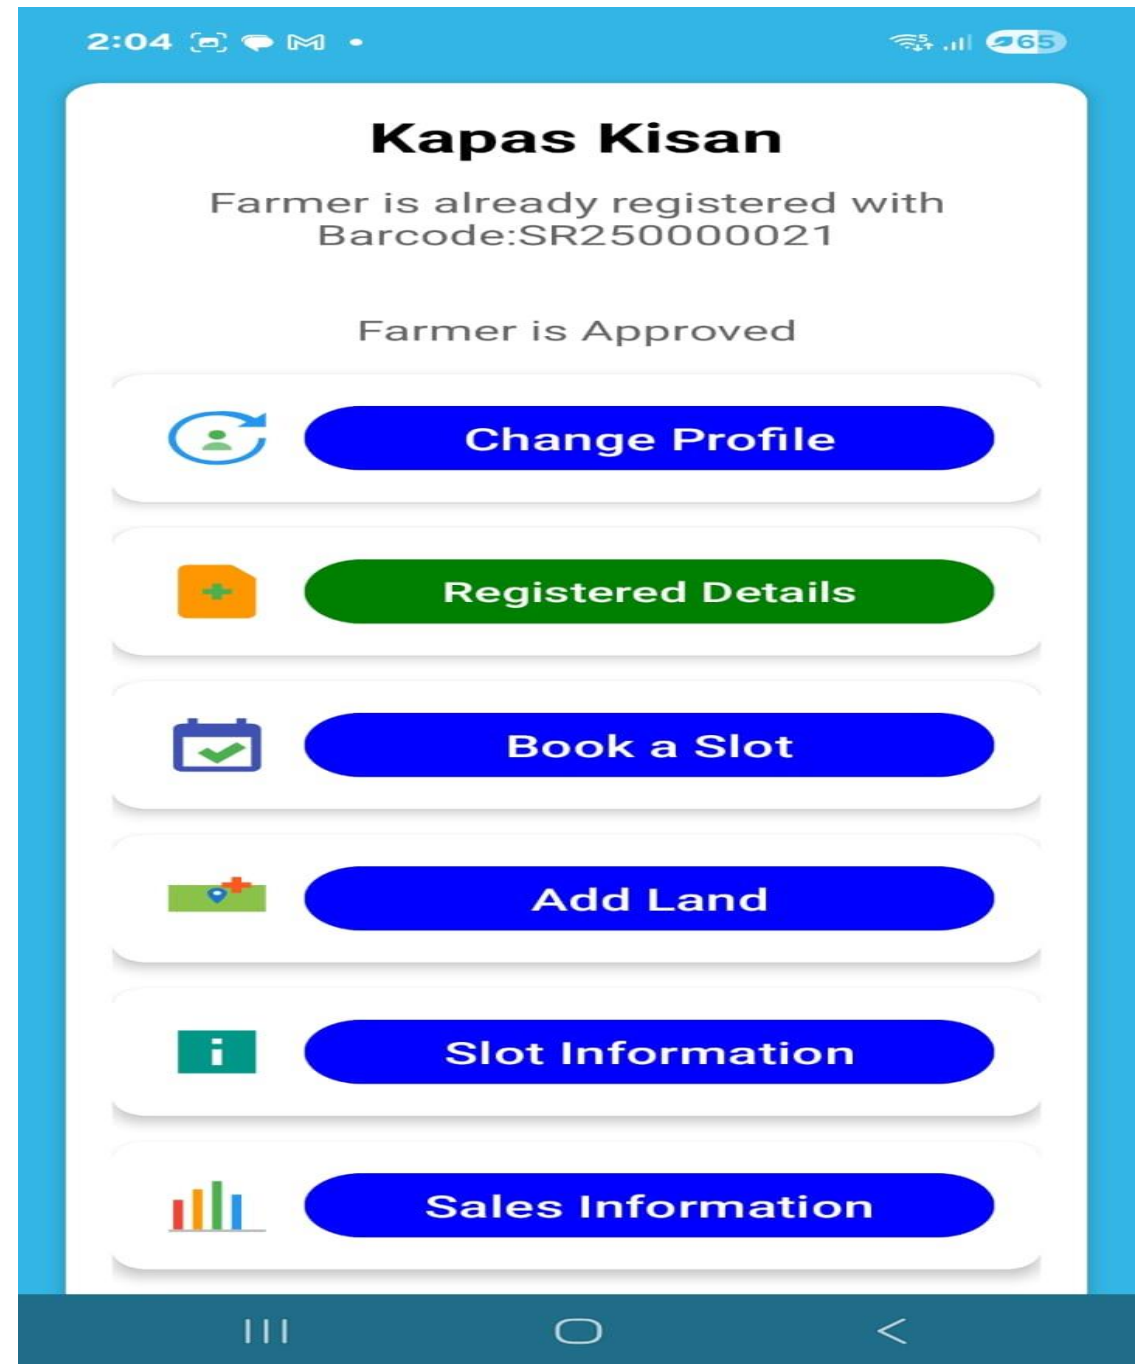 2:04
65
Kapas Kisan
Farmer is already registered with
Barcode:SR250000021
Farmer is Approved
Change Profile
Registered Details
Book a Slot
Add Land
Slot Information
Sales Information